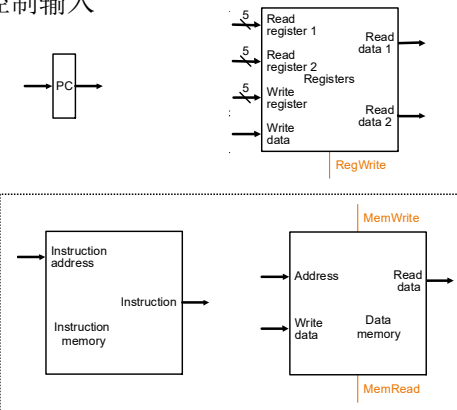 控制输入
PC
5
Read
register 1
5
Read
register 2
Registers
5
Write
register
Write
data
Read
data 1
Read
data 2
RegWrite
Instruction
address
Instruction
Instruction
memory
MemWrite
Address
Write
data
Read
data
Data
memory
MemRead